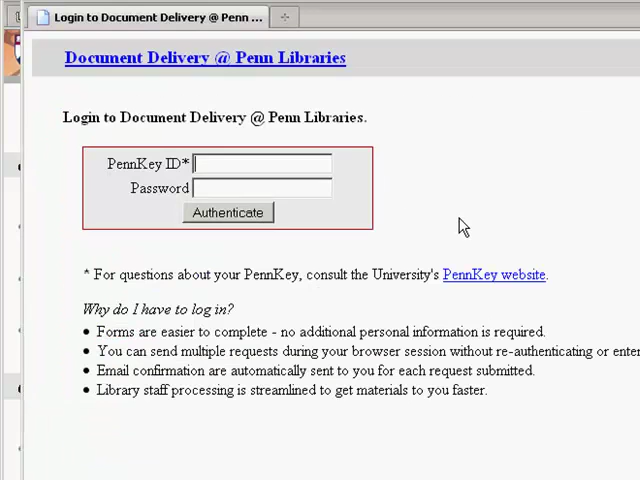 Login to Document Delivery @ Penn ...
Document Delivery @ Penn Libraries
Login to Document Delivery @ Penn Libraries.
PennKey ID*
Password
Authenticate
* For questions about your PennKey, consult the University's PennKey website.
Why do I have to log in?
Forms are easier to complete - no additional personal information is required.
You can send multiple requests during your browser session without re-authenticating or
Email confirmation are automatically sent to you for each request submitted.
Library staff processing is streamlined to get materials to you faster.